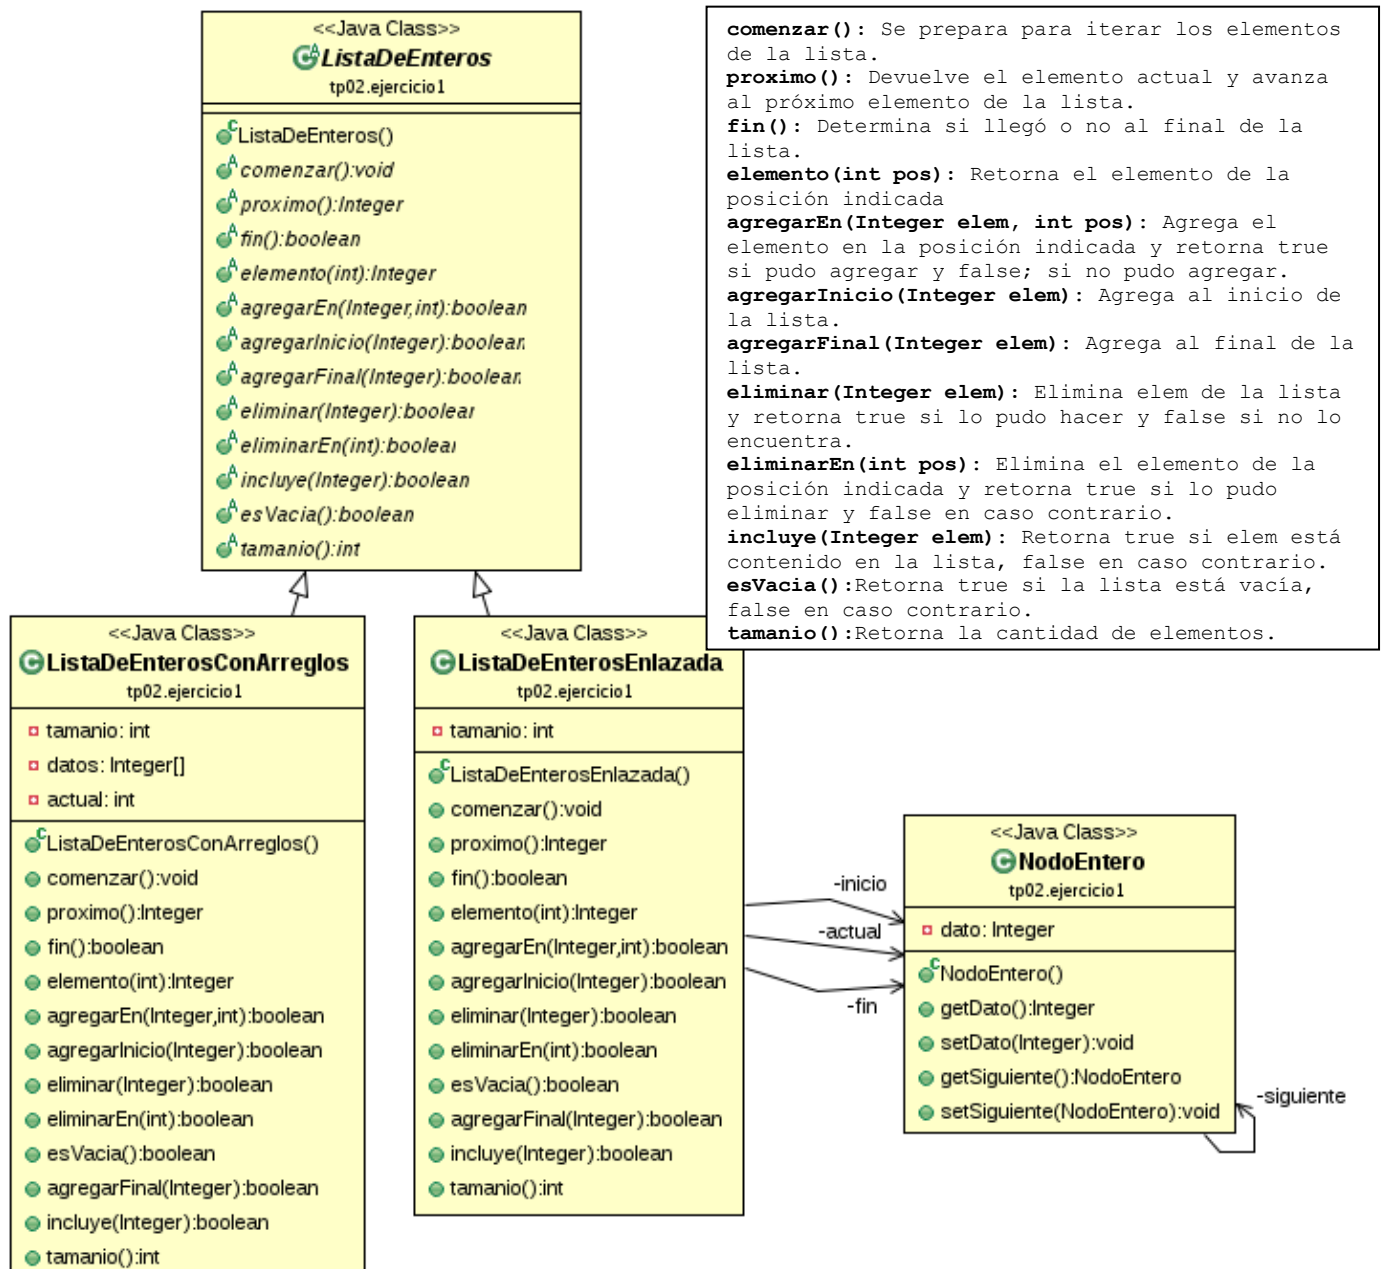 <<Java Class>>
ListaDeEnteros
tp02.ejercicio1
ListaDeEnteros()
comenzar():void
proximo():Integer
fin():boolean
elemento(int):Integer
agregarEn(Integer,int):boolean
agregarInicio(Integer):boolean
agregarFinal(Integer):boolean
eliminar(Integer):boolear
eliminarEn(int):boolear
incluye(Integer):boolean
esVacia():boolean
tamanio():int
comenzar(): Se prepara para iterar los elementos
de la lista.
proximo(): Devuelve el elemento actual y avanza
al próximo elemento de la lista.
fin(): Determina si llegó o no al final de la
lista.
elemento(int pos): Retorna el elemento de la
posición indicada
agregarEn(Integer elem, int pos): Agrega el
elemento en la posición indicada y retorna true
si pudo agregar y false; si no pudo agregar.
agregarInicio(Integer elem): Agrega al inicio de
la lista.
agregarFinal(Integer elem): Agrega al final de la
lista.
eliminar(Integer elem): Elimina elem de la lista
y retorna true si lo pudo hacer y false si no lo
encuentra.
eliminarEn(int pos): Elimina el elemento de la
posición indicada y retorna true si lo pudo
eliminar y false en caso contrario.
incluye(Integer elem): Retorna true si elem está
contenido en la lista, false en caso contrario.
esVacia():Retorna true si la lista está vacía,
false en caso contrario.
tamanio():Retorna la cantidad de elementos.
<<Java Class>>
ListaDeEnterosConArreglos
tp02.ejercicio1
tamanio: int
datos: Integer[]
actual: int
ListaDeEnterosConArreglos()
comenzar():void
proximo():Integer
fin():boolean
elemento(int):Integer
agregarEn(Integer,int):boolean
agregarInicio(Integer):boolean
eliminar(Integer):boolean
eliminarEn(int):boolean
esVacia():boolean
agregarFinal(Integer):boolean
incluye(Integer):boolean
tamanio():int
<<Java Class>>
ListaDeEnterosEnlazada
tp02.ejercicio1
tamanio: int
ListaDeEnterosEnlazada()
comenzar():void
proximo():Integer
fin():boolean
elemento(int):Integer
agregarEn(Integer,int):boolean
agregarInicio(Integer):boolean
eliminar(Integer):boolean
eliminarEn(int):boolean
esVacia():boolean
agregarFinal(Integer):boolean
incluye(Integer):boolean
tamanio():int
-inicio
-actual
-fin
<<Java Class>>
NodoEntero
tp02.ejercicio1
dato: Integer
NodoEntero()
getDato():Integer
setDato(Integer):void
getSiguiente():NodoEntero
setSiguiente(NodoEntero):void
-siguiente